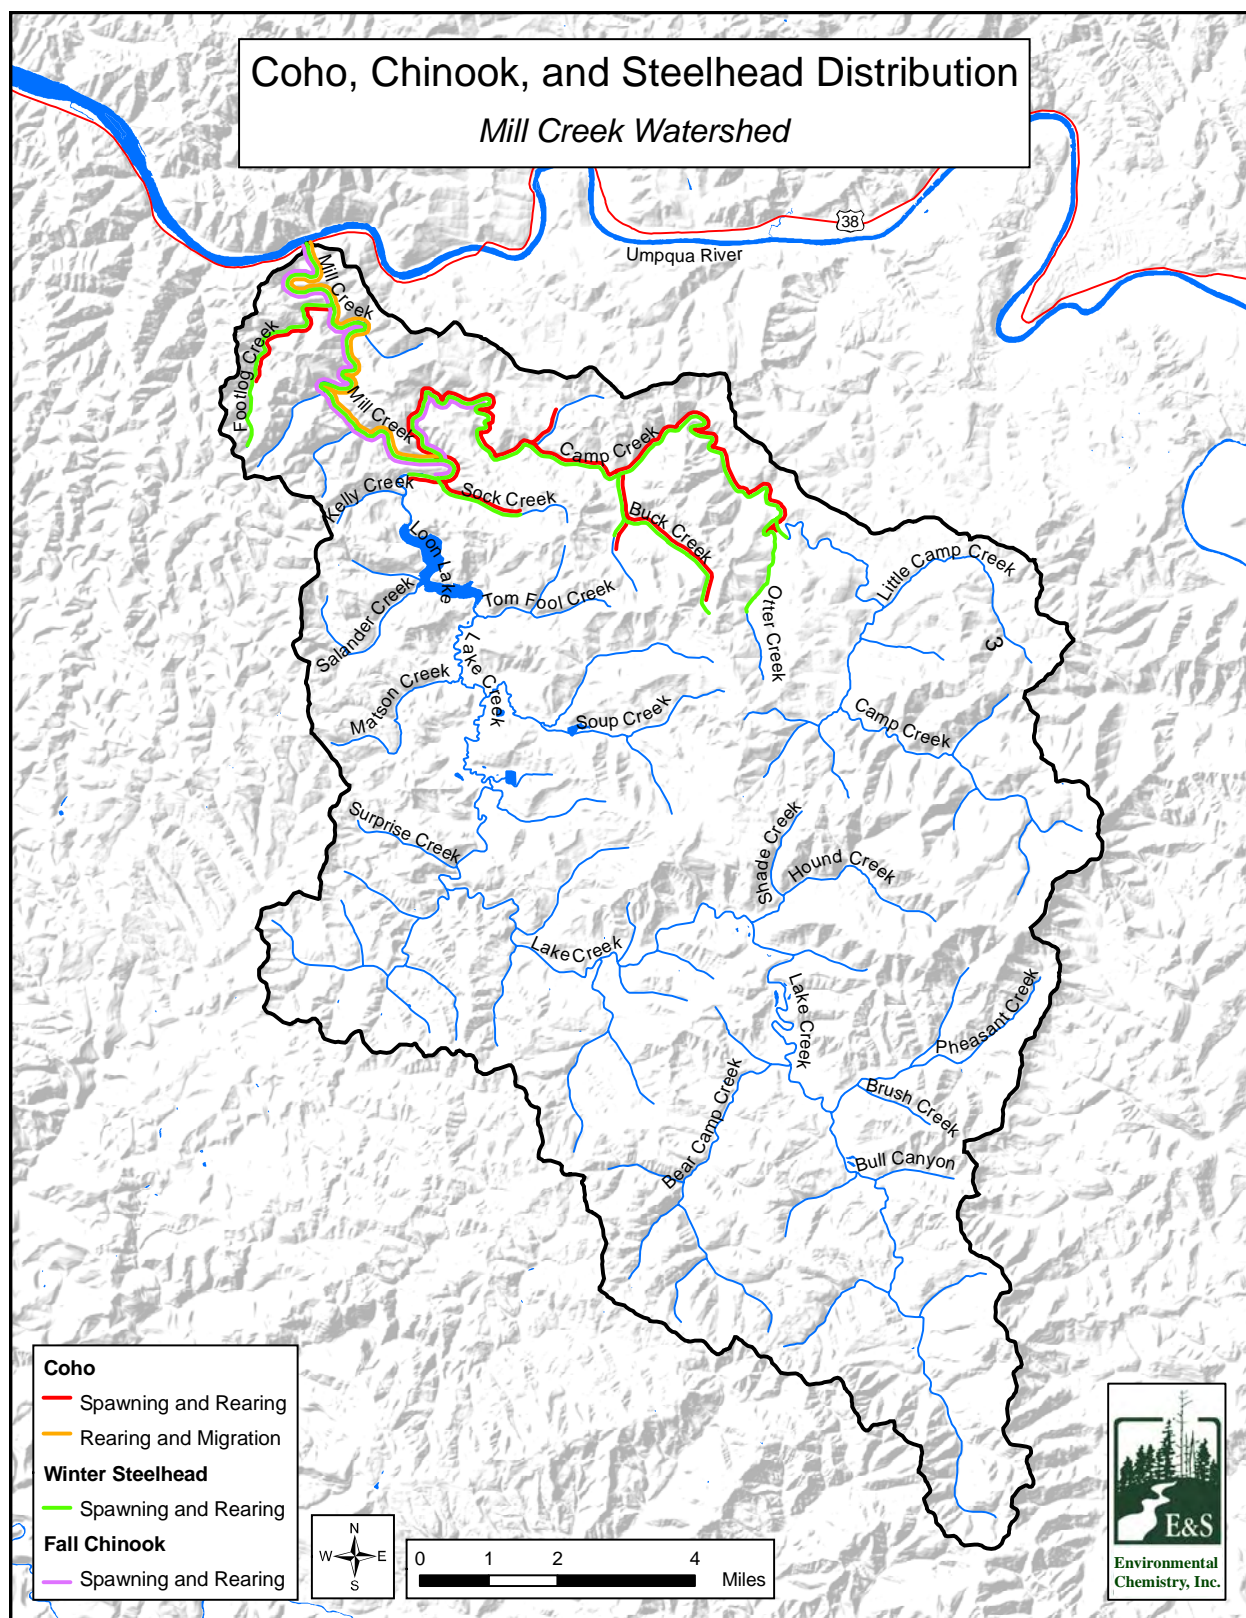 Coho, Chinook, and Steelhead Distribution
Mill Creek Watershed
38
Umpqua River
Mill Creek
Footlog Creek
Mill Creek
Camp Creek
Kelly Creek
Sock Creek
Buck Creek
Loon Lake
Little Camp Creek
Salander Creek
Tom Fool Creek
Otter Creek
3
Lake Creek
Matson Creek
Soup Creek
Camp Creek
Surprise Creek
Shade Creek
Hound Creek
Lake Creek
Lake Creek
Pheasant Creek
Bear Camp Creek
Brush Creek
Bull Canyon
Coho
Spawning and Rearing
Rearing and Migration
Winter Steelhead
Spawning and Rearing
Fall Chinook
Spawning and Rearing
N
W E
S
0 1 2 4
Miles
E&S
Environmental
Chemistry, Inc.